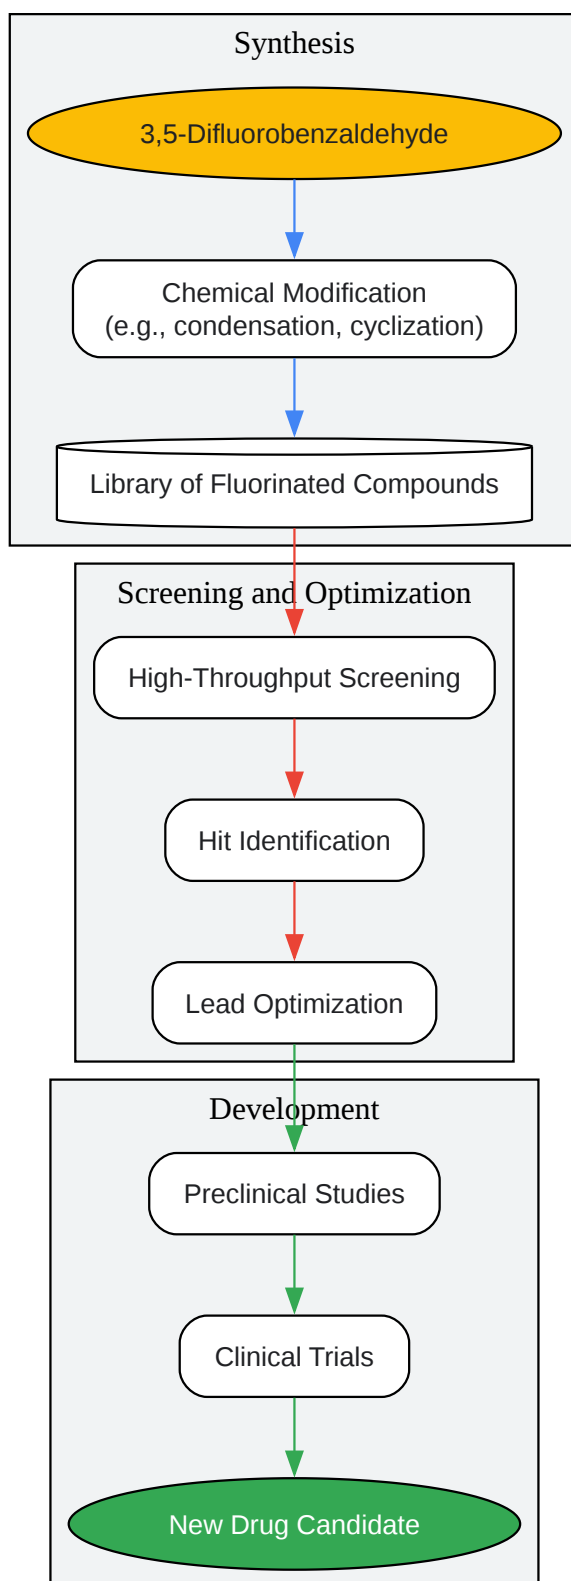 Synthesis
3,5-Difluorobenzaldehyde
Chemical Modification
(e.g., condensation, cyclization)
Library of Fluorinated Compounds
Screening and Optimization
High-Throughput Screening
Hit Identification
Lead Optimization
Development
Preclinical Studies
Clinical Trials
New Drug Candidate